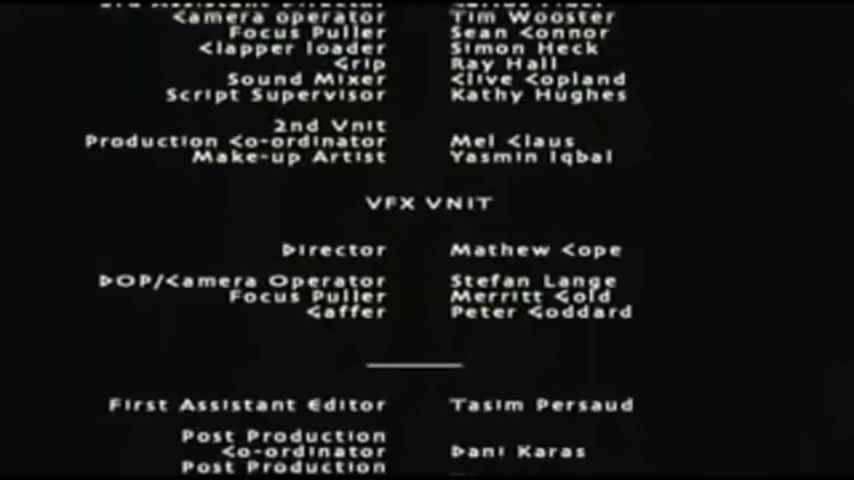 3rd Assistant Director
Camera operator Tim Wooster
Focus Puller Sean Connor
Clapper loader Simon Heck
Grip Ray Hall
Sound Mixer Clive Copland
Script Supervisor Kathy Hughes
2nd Unit
Production Co-ordinator Mel Claus
Make-up Artist Yasmin Iqbal
VFX UNIT
Director Mathew Cope
DOP/Camera Operator Stefan Lange
Focus Puller Merritt Gold
Gaffer Peter Goddard
First Assistant Editor Tasim Persaud
Post Production
Co-ordinator Dani Karas
Post Production